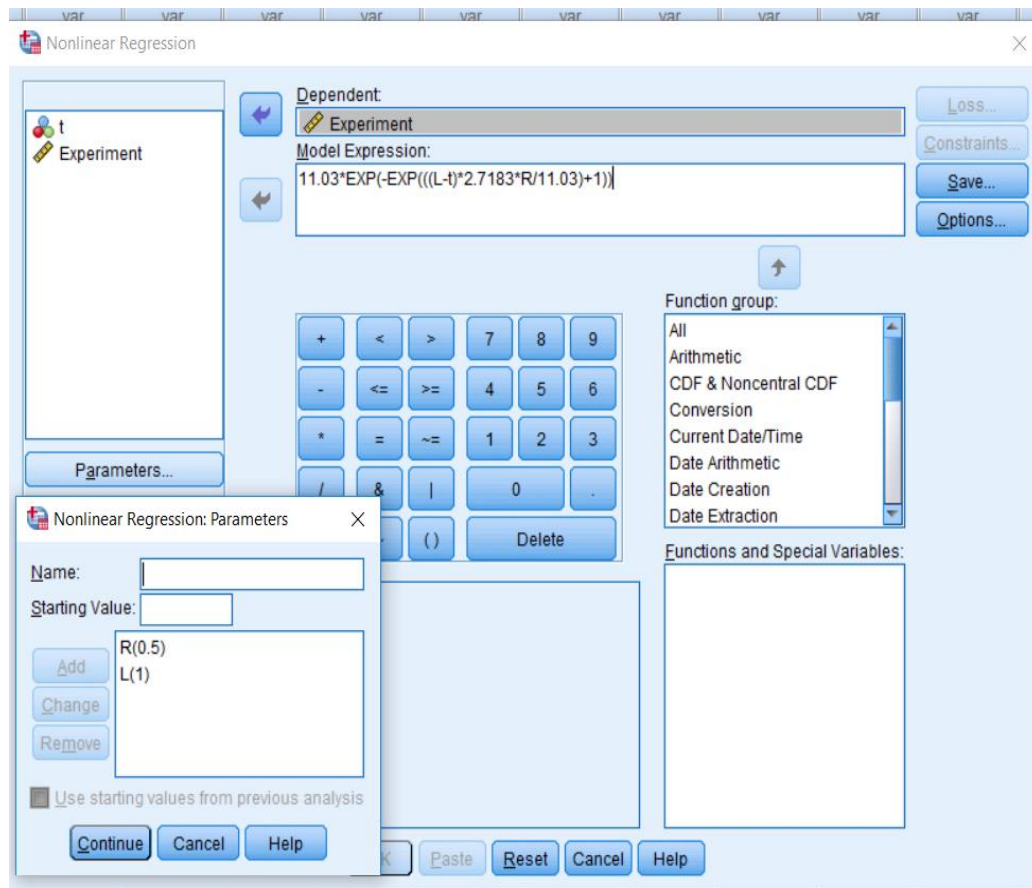 var var var var var var var var var var
Nonlinear Regression
t
Experiment
Dependent:
Experiment
Model Expression:
11.03*EXP(-EXP(((L-t)*2.7183*R/11.03)+1))
Loss...
Constraints...
Save...
Options...
Parameters...
+ < > 7 8 9
- <= >= 4 5 6
* = ~= 1 2 3
/ & | 0 .
( ) Delete
Function group:
All
Arithmetic
CDF & Noncentral CDF
Conversion
Current Date/Time
Date Arithmetic
Date Creation
Date Extraction
Functions and Special Variables:
Nonlinear Regression: Parameters
Name:
Starting Value:
Add
Change
Remove
R(0.5)
L(1)
Use starting values from previous analysis
Continue Cancel Help
K Paste Reset Cancel Help